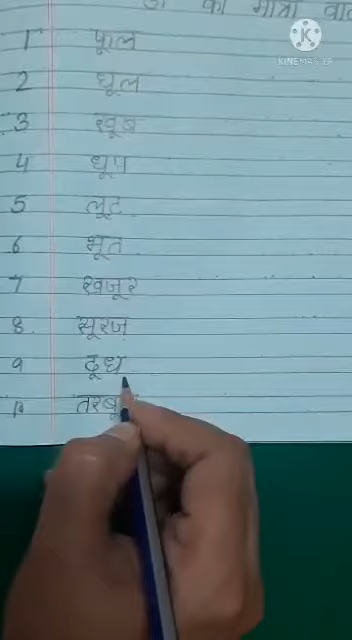 की मात्रा
KINEMASTER
1 फूल
2 धूल
3 खूब
4 धूप
5 लूट
6 भूत
7 खजूर
8 सूरज
9 दूध
10 तरबू